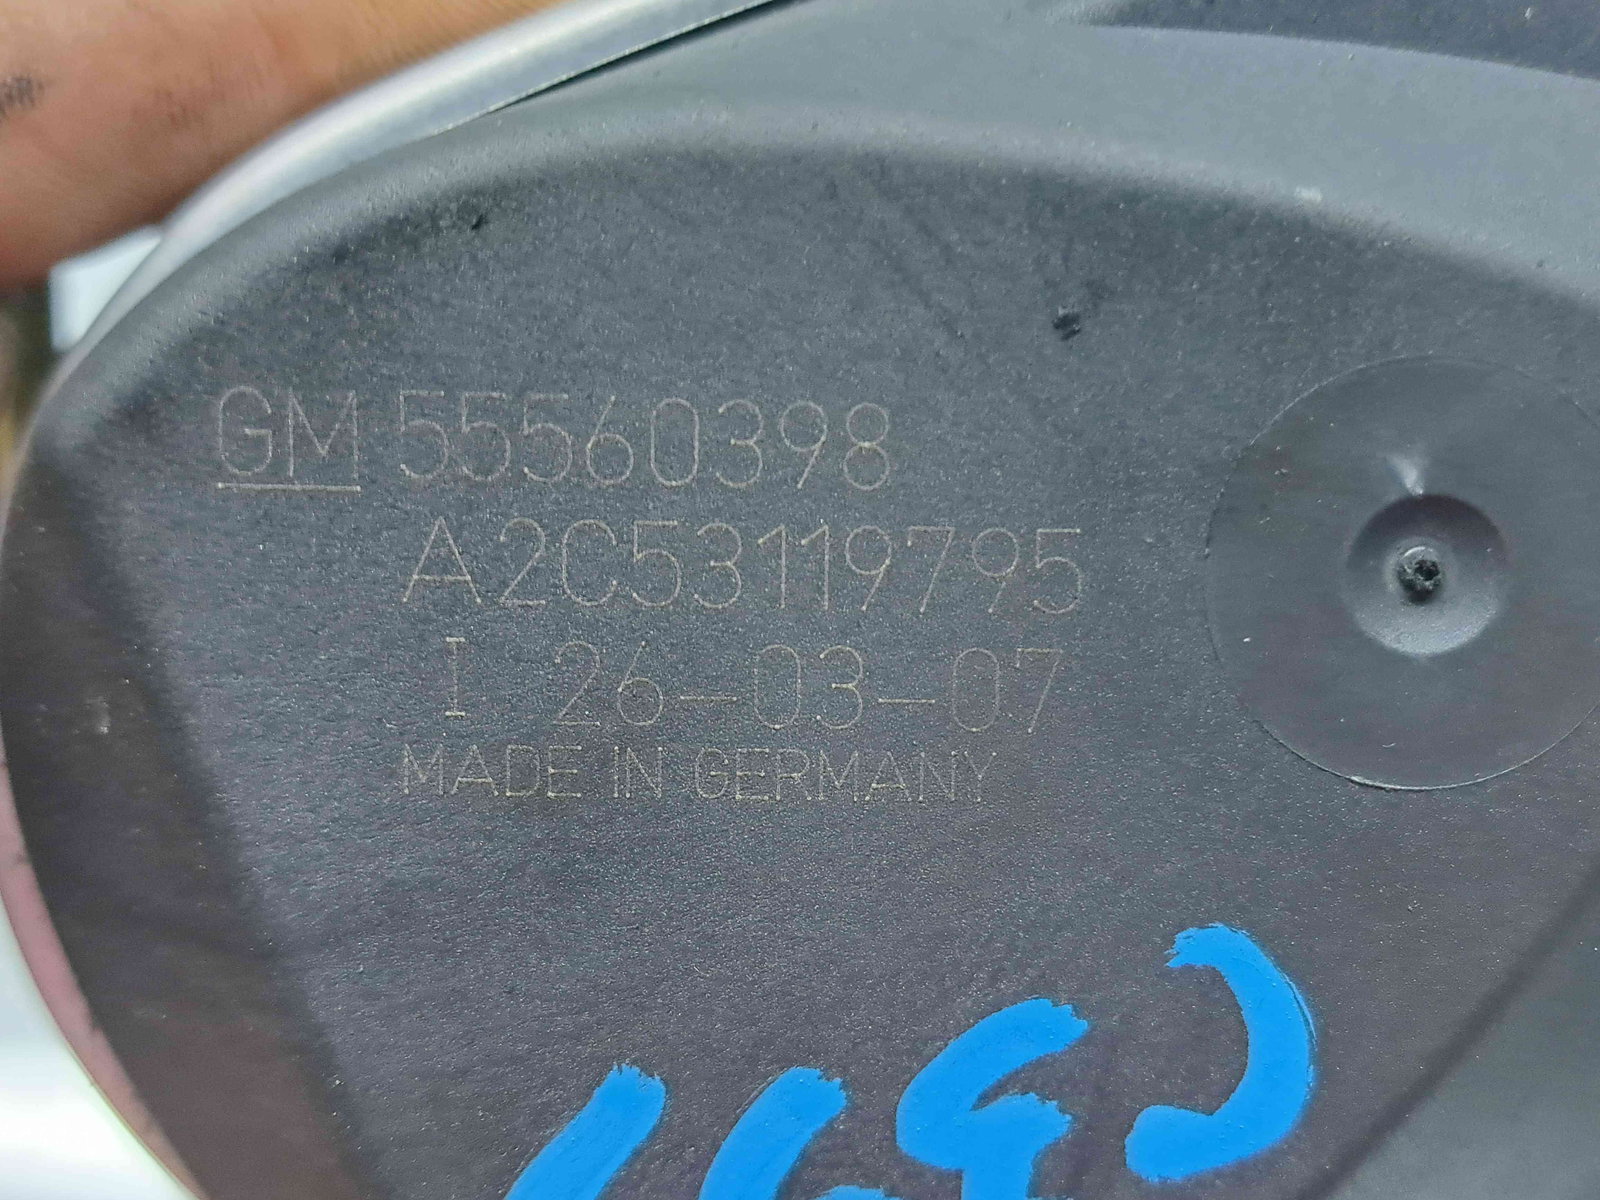 GM 55560398
A2C53119795
I 26-03-07
MADE IN GERMANY